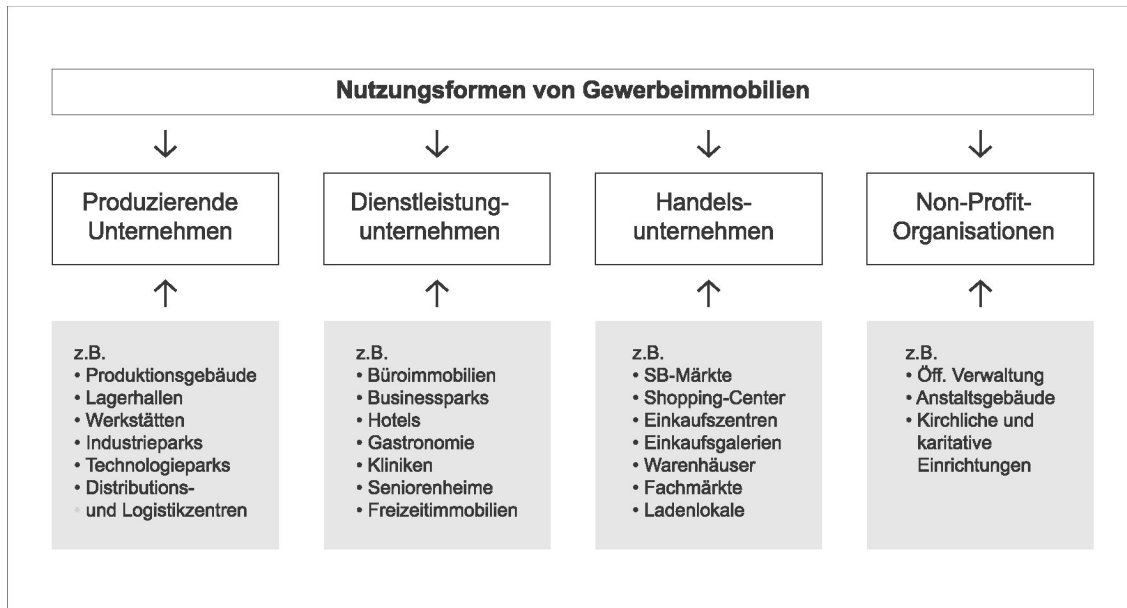 Nutzungsformen von Gewerbeimmobilien
Produzierende
Unternehmen
Dienstleistung-
unternehmen
Handels-
unternehmen
Non-Profit-
Organisationen
z.B.
• Produktionsgebäude
• Lagerhallen
• Werkstätten
• Industrieparks
• Technologieparks
• Distributions-
• und Logistikzentren
z.B.
• Büroimmobilien
• Businessparks
• Hotels
• Gastronomie
• Kliniken
• Seniorenheime
• Freizeitimmobilien
z.B.
• SB-Märkte
• Shopping-Center
• Einkaufszentren
• Einkaufsgalerien
• Warenhäuser
• Fachmärkte
• Ladenlokale
z.B.
• Öff. Verwaltung
• Anstaltsgebäude
• Kirchliche und
karitative
Einrichtungen